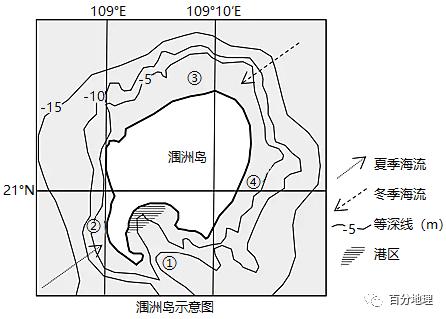 109°E
109°10′E
-15
-10
-5
③
涠洲岛
④
21°N
②
①
夏季海流
冬季海流
-5 等深线（m）
港区
涠洲岛示意图
百分地理